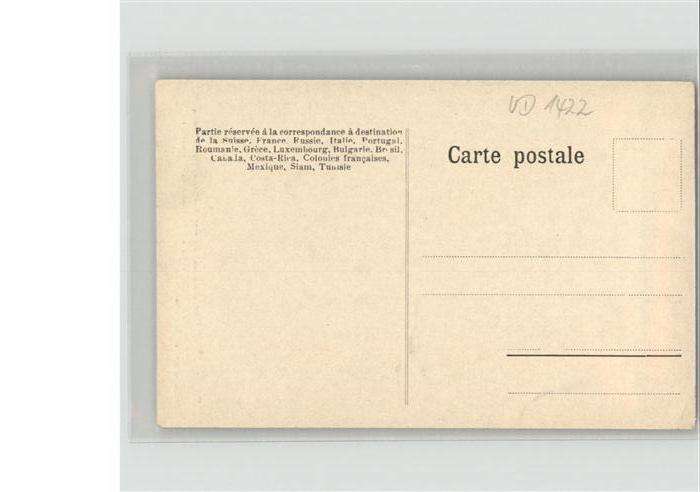 VD 1422
Partie réservée à la correspondance à destination
de la Suisse, France, Russie, Italie, Portugal,
Roumanie, Grèce, Luxembourg, Bulgarie, Brésil,
Canada, Costa-Rica, Colonies françaises,
Mexique, Siam, Tunisie
Carte postale